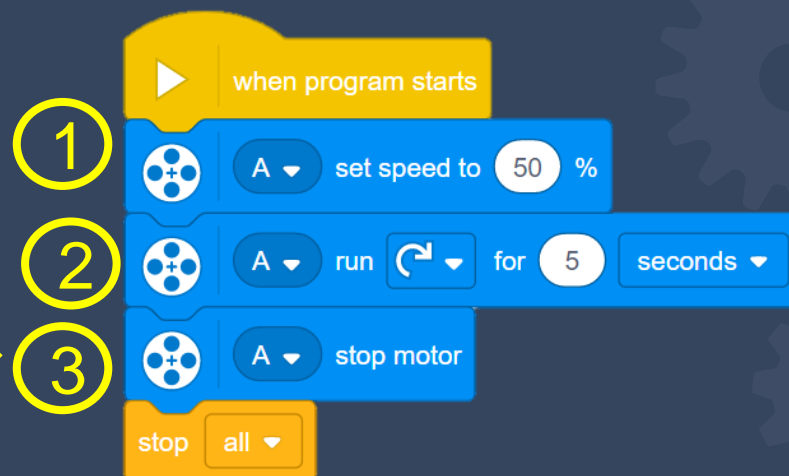 when program starts
1 A set speed to 50 %
2 A run for 5 seconds
3 A stop motor
stop all